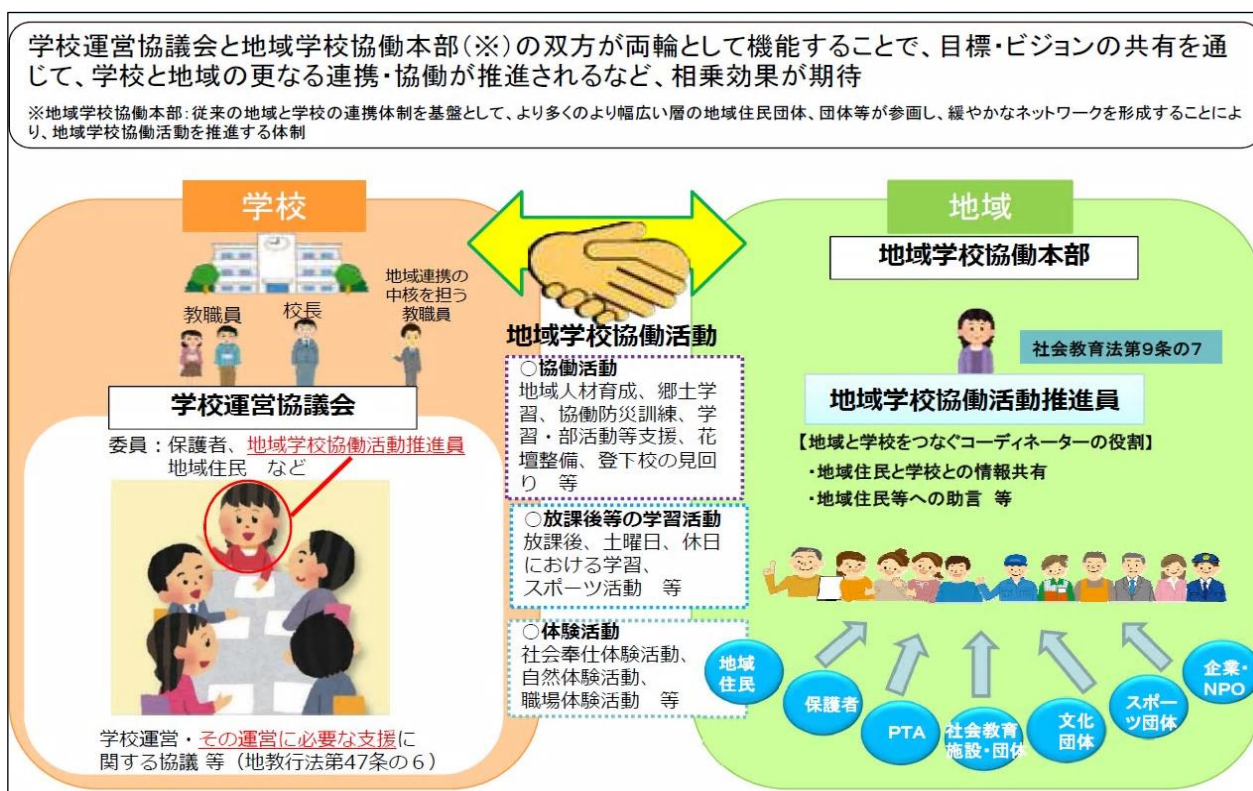 学校運営協議会と地域学校協働本部(※)の双方が両輪として機能することで、目標・ビジョンの共有を通
じて、学校と地域の更なる連携・協働が推進されるなど、相乗効果が期待
※地域学校協働本部:従来の地域と学校の連携体制を基盤として、より多くのより幅広い層の地域住民団体、団体等が参画し、緩やかなネットワークを形成することによ
り、地域学校協働活動を推進する体制
学校
教職員
校長
地域連携の
中核を担う
教職員
学校運営協議会
委員:保護者、地域学校協働活動推進員
地域住民 など
学校運営・その運営に必要な支援に
関する協議 等(地教行法第47条の6)
地域学校協働活動
○協働活動
地域人材育成、郷土学
習、協働防災訓練、学
習・部活動等支援、花
壇整備、登下校の見回
り 等
○放課後等の学習活動
放課後、土曜日、休日
における学習、
スポーツ活動 等
○体験活動
社会奉仕体験活動、
自然体験活動、
職場体験活動 等
地域
地域学校協働本部
社会教育法第9条の7
地域学校協働活動推進員
【地域と学校をつなぐコーディネーターの役割】
・地域住民と学校との情報共有
・地域住民等への助言 等
地域
住民
保護者
PTA
社会教育
施設・団体
文化
団体
スポー
ツ団体
企業・
NPO